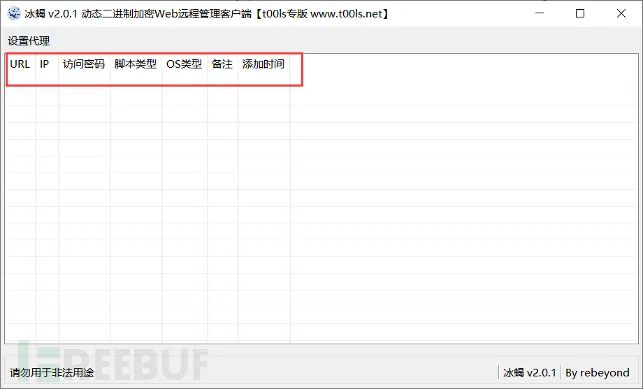 冰蝎 v2.0.1 动态二进制加密Web远程管理客户端【t00ls专版 www.t00ls.net】
设置代理
URL IP 访问密码 脚本类型 OS类型 备注 添加时间
REEBUF
请勿用于非法用途 冰蝎 v2.0.1 By rebeyond